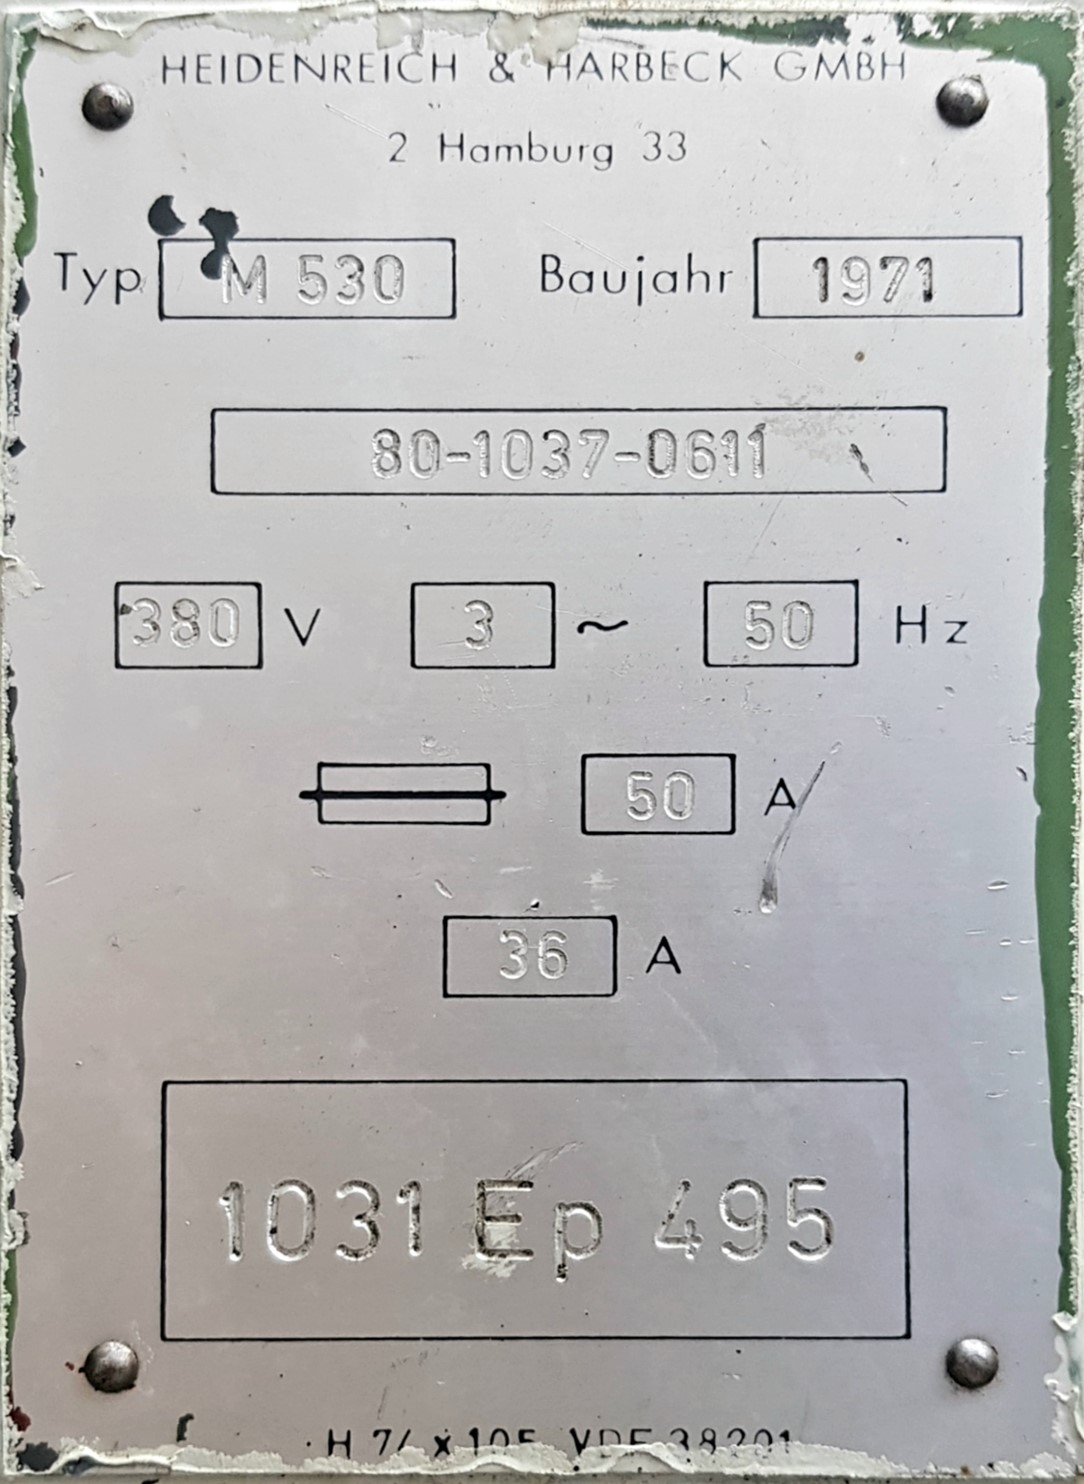 HEIDENREICH & HARBECK GMBH
2 Hamburg 33
Typ M 530 Baujahr 1971
80-1037-0611
380 V 3 ~ 50 Hz
50 A
36 A
1031 Ep 495